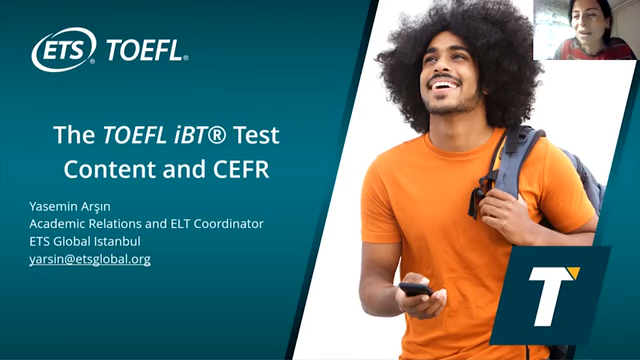 ETS® TOEFL®
The TOEFL iBT® Test
Content and CEFR
Yasemin Arşın
Academic Relations and ELT Coordinator
ETS Global Istanbul
yarsin@etsglobal.org
T